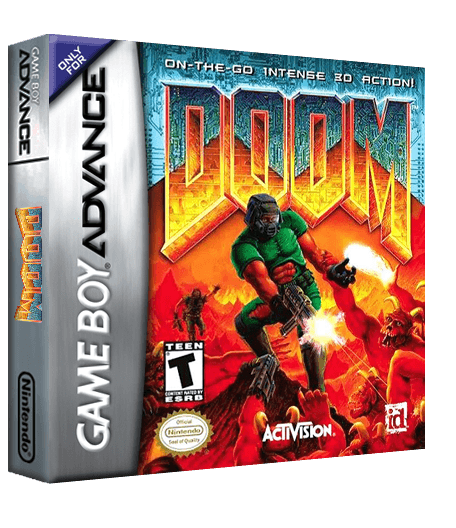 GAME BOY
ADVANCE
DOOM
Nintendo
ONLY
FOR
GAME BOY ADVANCE
ON-THE-GO INTENSE 3D ACTION!
DOOM
TEEN
T
CONTENT RATED BY
ESRB
Official
Nintendo
Seal of Quality
ACTIVISION.
id